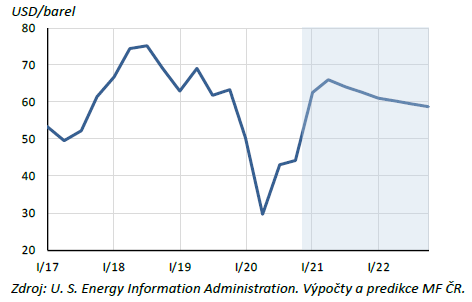 USD/barel
80
70
60
50
40
30
20
I/17 I/18 I/19 I/20 I/21 I/22
Zdroj: U. S. Energy Information Administration. Výpočty a predikce MF ČR.